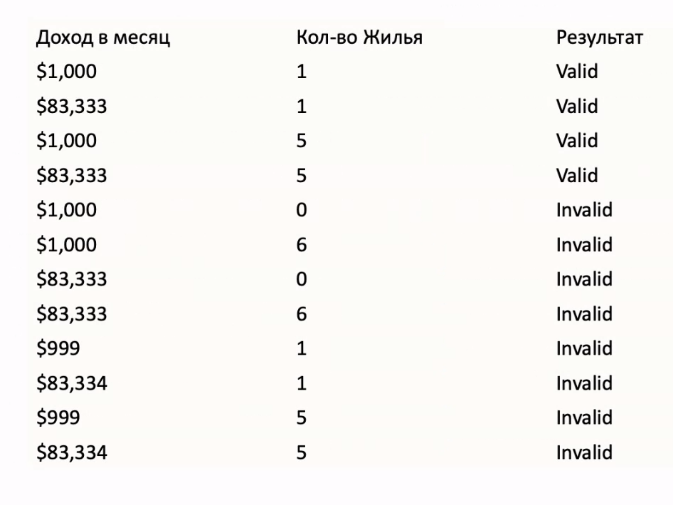 Доход в месяц Кол-во Жилья Результат
$1,000 1 Valid
$83,333 1 Valid
$1,000 5 Valid
$83,333 5 Valid
$1,000 0 Invalid
$1,000 6 Invalid
$83,333 0 Invalid
$83,333 6 Invalid
$999 1 Invalid
$83,334 1 Invalid
$999 5 Invalid
$83,334 5 Invalid